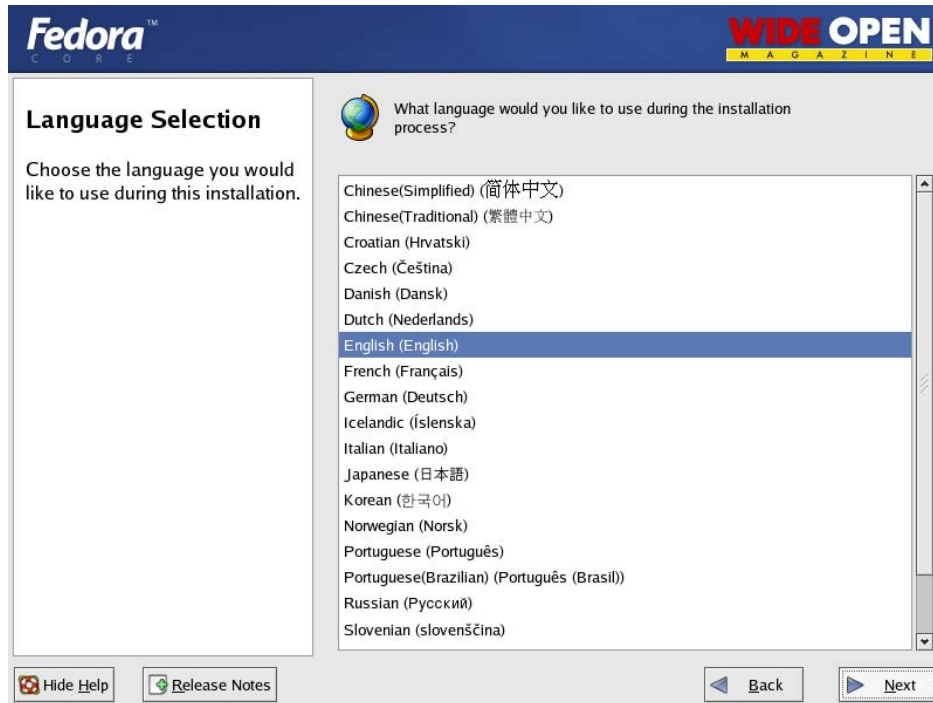 Fedora™
CORE
WIDE OPEN
MAGAZINE
Language Selection
Choose the language you would
like to use during this installation.
What language would you like to use during the installation
process?
Chinese(Simplified) (简体中文)
Chinese(Traditional) (繁體中文)
Croatian (Hrvatski)
Czech (Čeština)
Danish (Dansk)
Dutch (Nederlands)
English (English)
French (Français)
German (Deutsch)
Icelandic (Íslenska)
Italian (Italiano)
Japanese (日本語)
Korean (한국어)
Norwegian (Norsk)
Portuguese (Português)
Portuguese(Brazilian) (Português (Brasil))
Russian (Русский)
Slovenian (slovenščina)
Hide Help
Release Notes
Back
Next